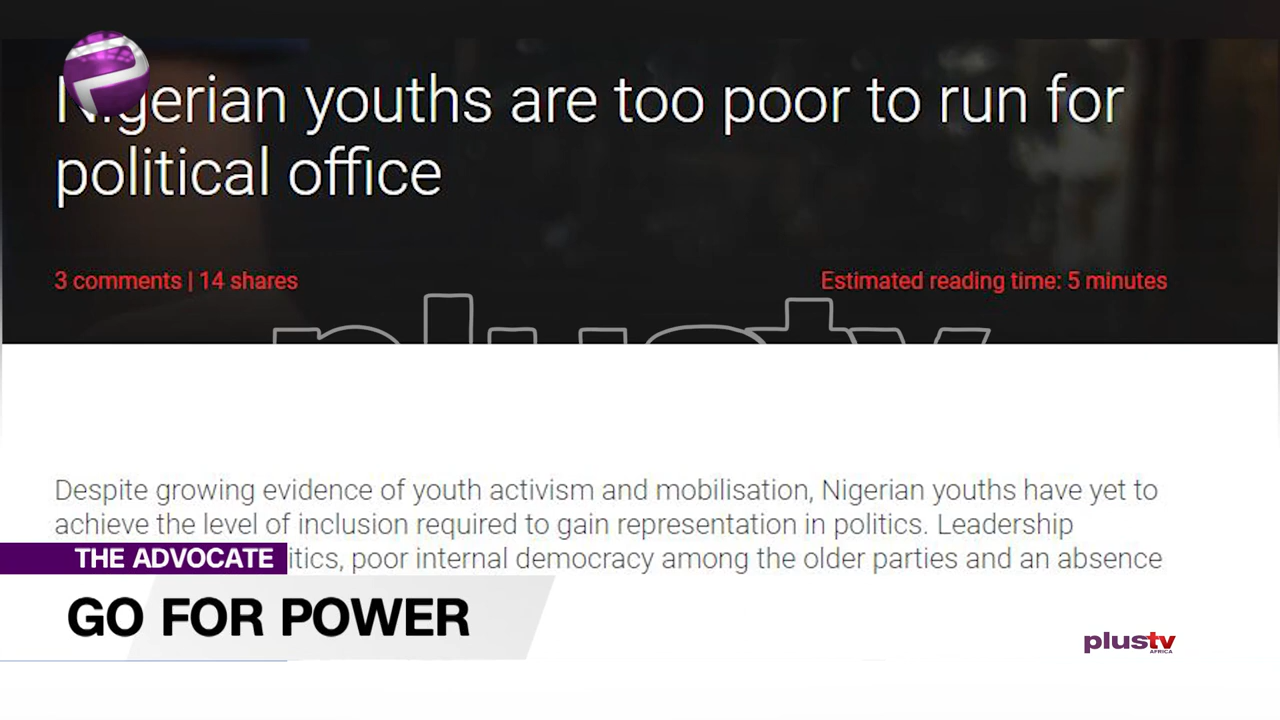 Nigerian youths are too poor to run for
political office
3 comments | 14 shares
Estimated reading time: 5 minutes
plustv
Despite growing evidence of youth activism and mobilisation, Nigerian youths have yet to
achieve the level of inclusion required to gain representation in politics. Leadership
THE ADVOCATE
poor internal democracy among the older parties and an absence
GO FOR POWER
plustv
AFRICA